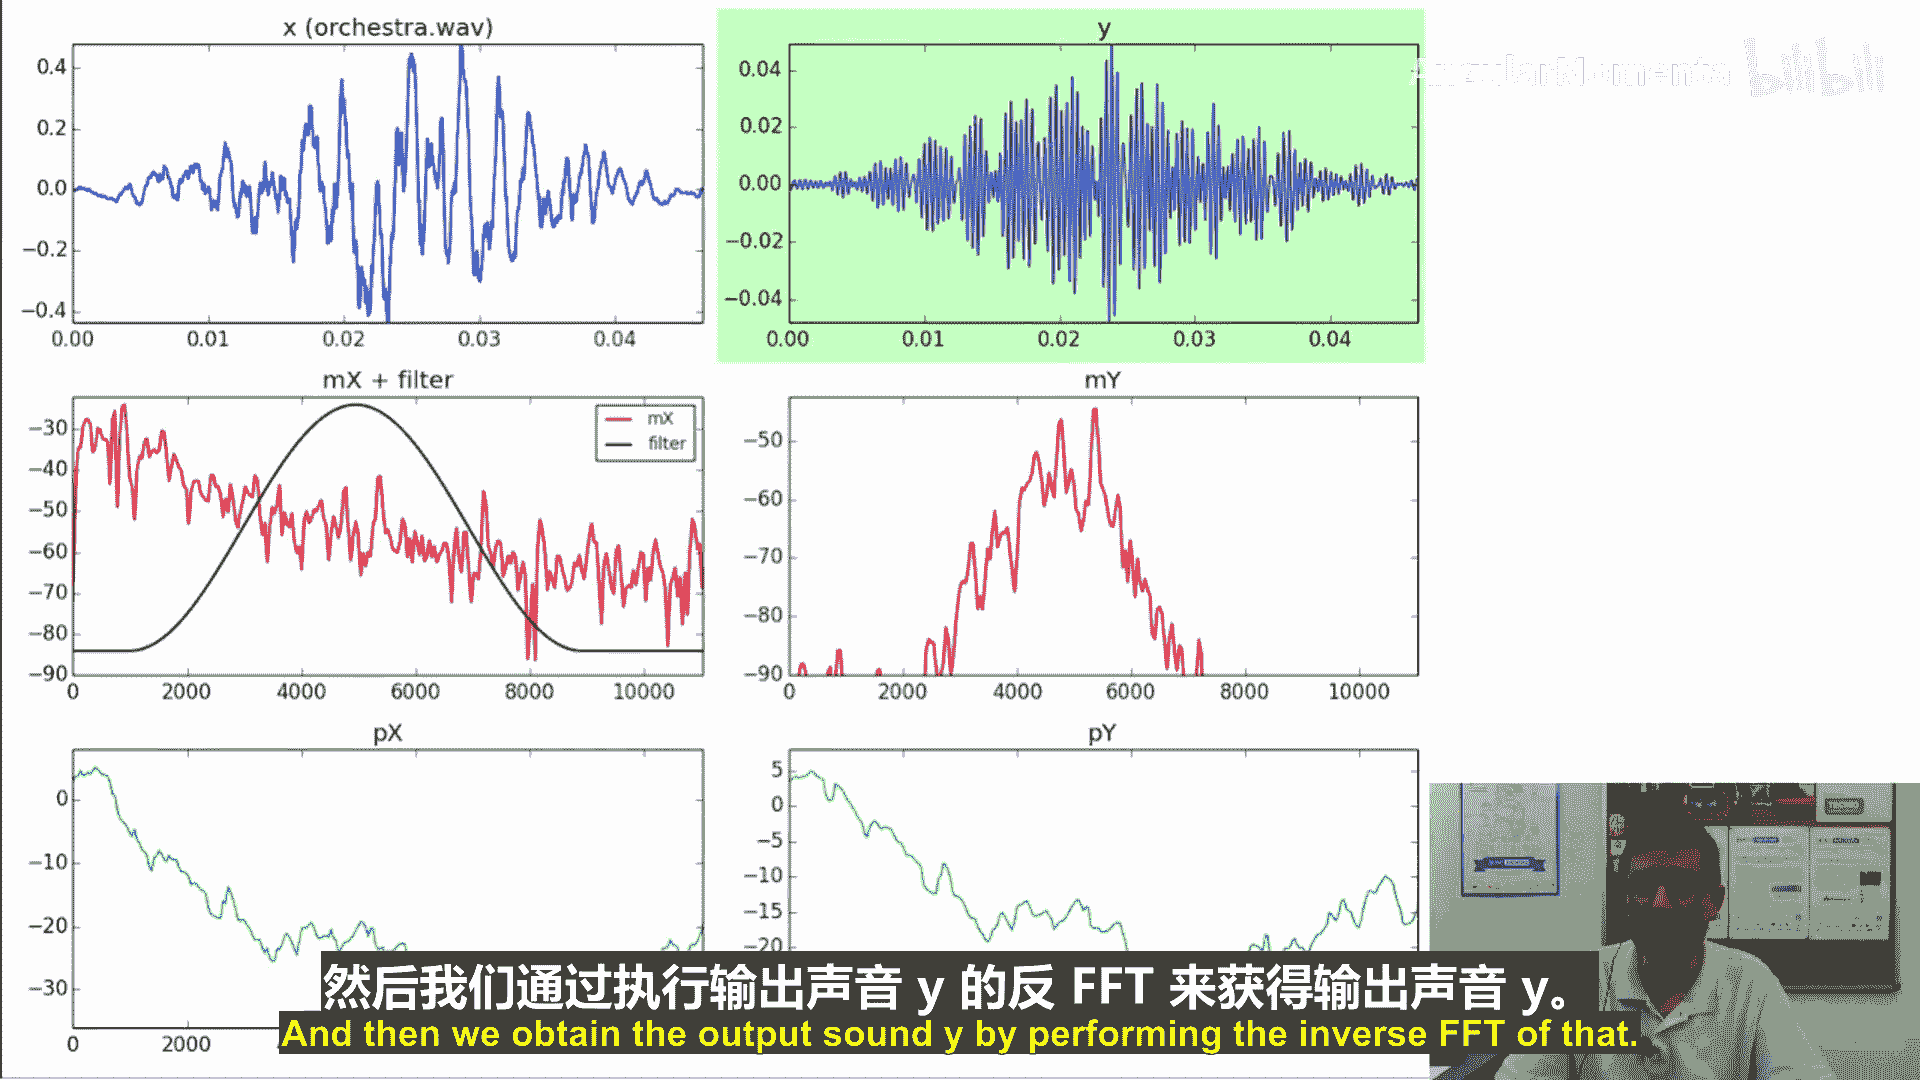 x (orchestra.wav)
0.4
0.2
0.0
−0.2
−0.4
0.00 0.01 0.02 0.03 0.04
y
0.04
0.02
0.00
−0.02
−0.04
0.00 0.01 0.02 0.03 0.04
AngularMoments bilibili
mX + filter
−30
−40
−50
−60
−70
−80
−90
0 2000 4000 6000 8000 10000
mX
filter
mY
−50
−60
−70
−80
−90
0 2000 4000 6000 8000 10000
pX
0
−10
−20
−30
0 2000
pY
5
0
−5
−10
−15
−20
然后我们通过执行输出声音 y 的反 FFT 来获得输出声音 y。
And then we obtain the output sound y by performing the inverse FFT of that.